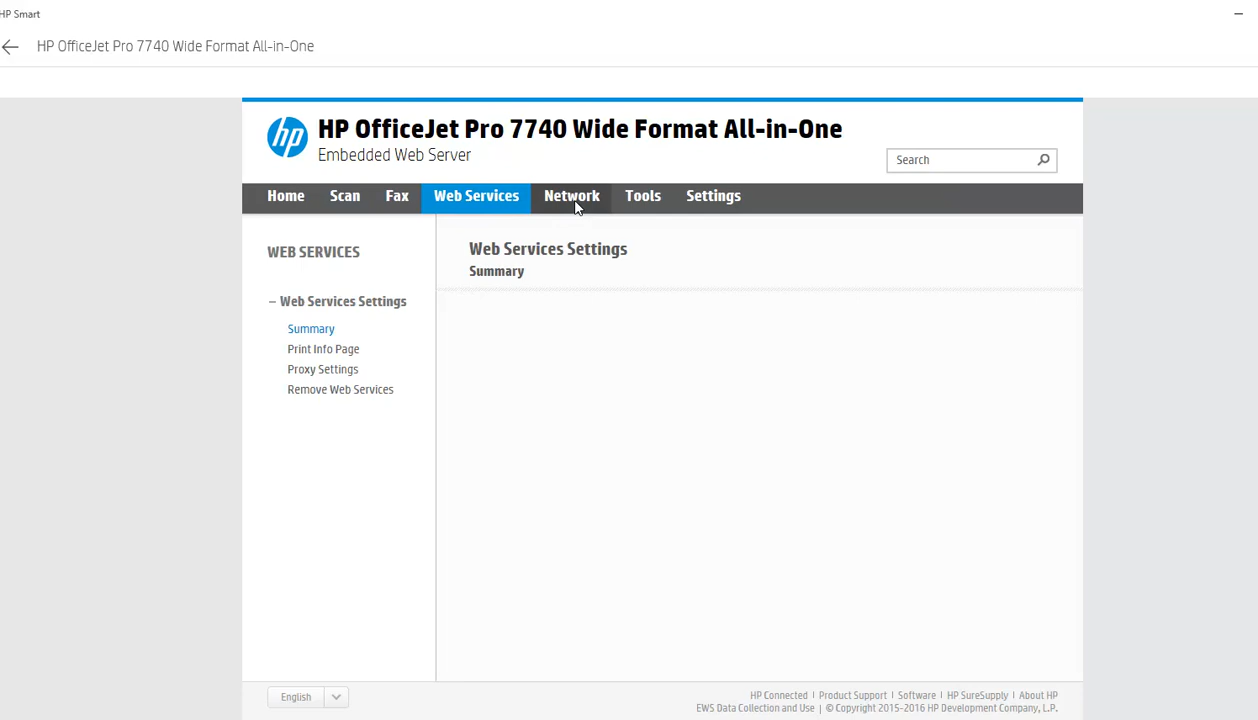 HP Smart
HP OfficeJet Pro 7740 Wide Format All-in-One
hp
HP OfficeJet Pro 7740 Wide Format All-in-One
Embedded Web Server
Search
Home Scan Fax Web Services Network Tools Settings
WEB SERVICES
– Web Services Settings
Summary
Print Info Page
Proxy Settings
Remove Web Services
Web Services Settings
Summary
English
HP Connected | Product Support | Software | HP SureSupply | About HP
EWS Data Collection and Use | © Copyright 2015-2016 HP Development Company, L.P.